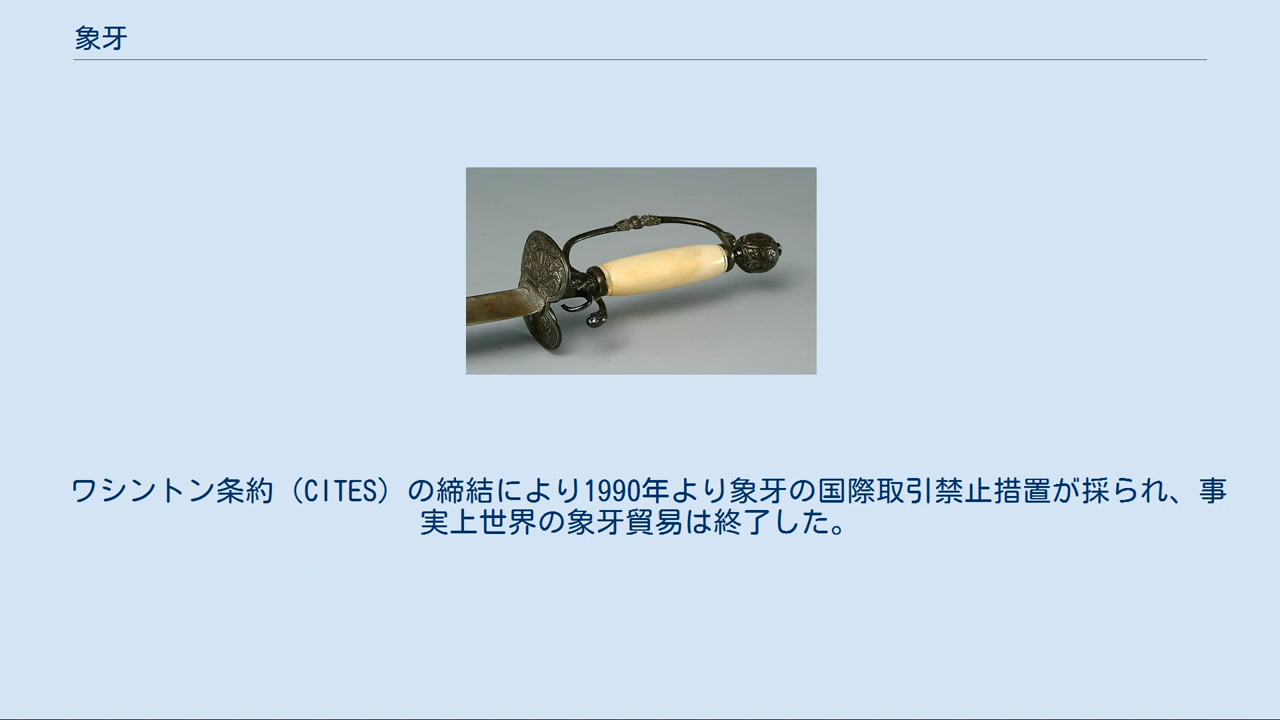 象牙
ワシントン条約（CITES）の締結により1990年より象牙の国際取引禁止措置が採られ、事
実上世界の象牙貿易は終了した。